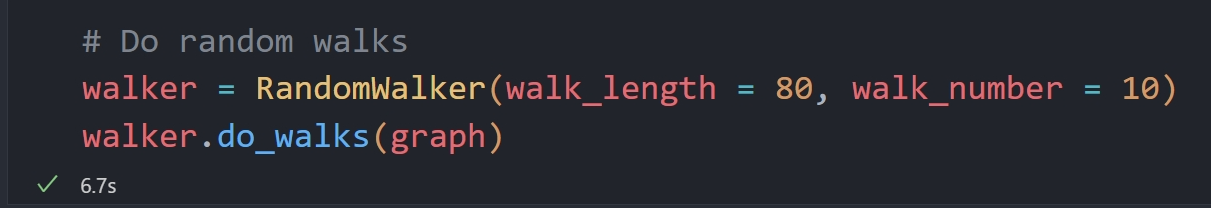 # Do random walks
walker = RandomWalker(walk_length = 80, walk_number = 10)
walker.do_walks(graph)
6.7s